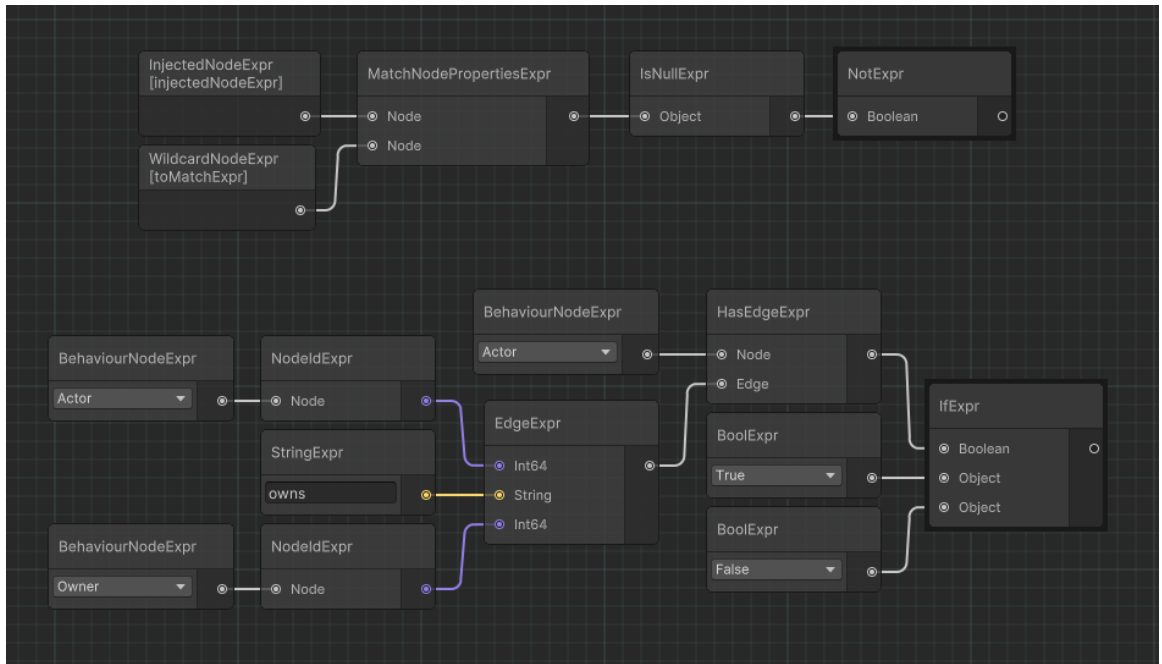 InjectedNodeExpr
[injectedNodeExpr]
Node
Node
MatchNodePropertiesExpr
IsNullExpr
Object
NotExpr
Boolean
WildcardNodeExpr
[toMatchExpr]
BehaviourNodeExpr
Actor
NodeIdExpr
Node
StringExpr
owns
BehaviourNodeExpr
Owner
NodeIdExpr
Node
BehaviourNodeExpr
Actor
EdgeExpr
Int64
String
Int64
HasEdgeExpr
Node
Edge
BoolExpr
True
BoolExpr
False
IfExpr
Boolean
Object
Object